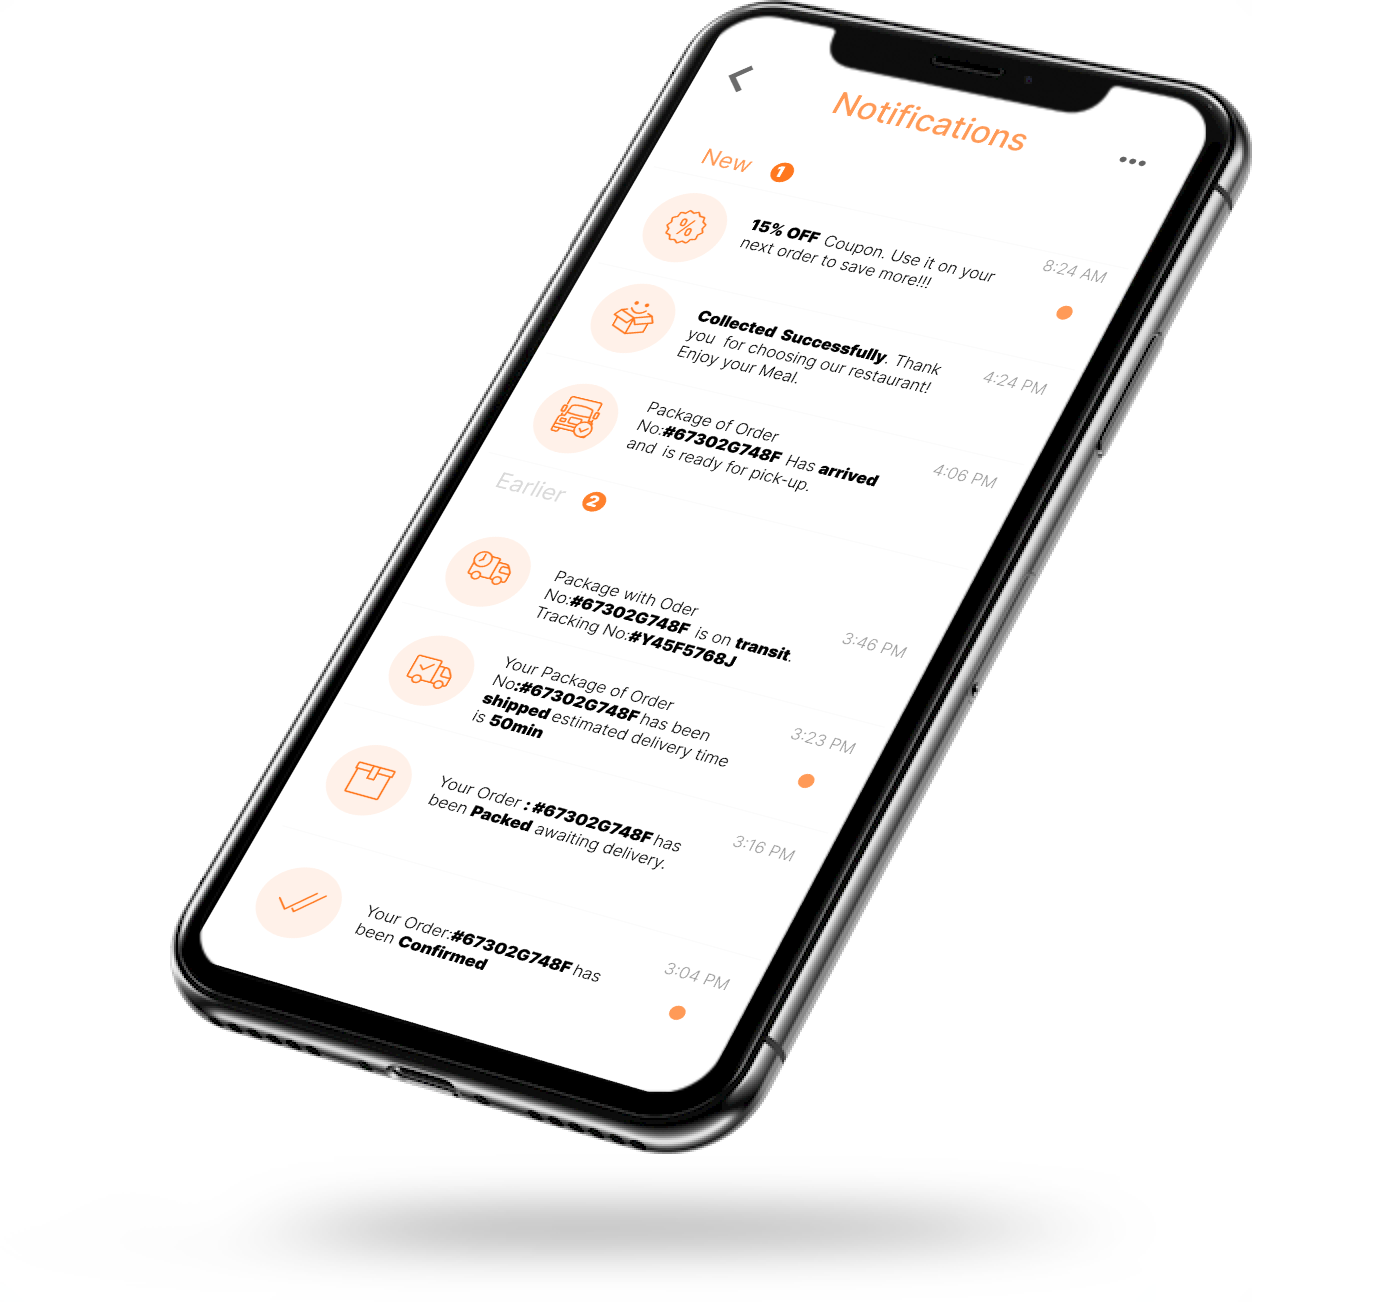 Notifications
New 1
15% OFF Coupon. Use it on your
next order to save more!!!
8:24 AM
Collected Successfully. Thank
you for choosing our restaurant!
Enjoy your Meal.
4:24 PM
Package of Order
No:#67302G748F Has arrived
and is ready for pick-up.
4:06 PM
Earlier 2
Package with Oder
No:#67302G748F is on transit.
Tracking No:#Y45F5768J
3:46 PM
Your Package of Order
No:#67302G748F has been
shipped estimated delivery time
is 50min
3:23 PM
Your Order : #67302G748F has
been Packed awaiting delivery.
3:16 PM
Your Order:#67302G748F has
been Confirmed
3:04 PM